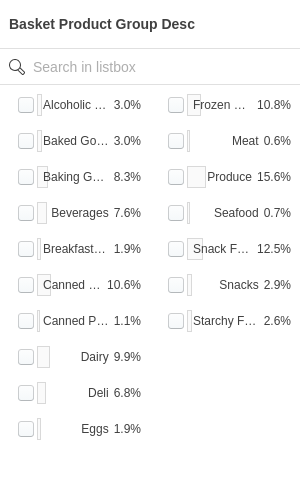 Basket Product Group Desc
Search in listbox
Alcoholic ... 3.0%
Baked Go... 3.0%
Baking G... 8.3%
Beverages 7.6%
Breakfast... 1.9%
Canned ... 10.6%
Canned P... 1.1%
Dairy 9.9%
Deli 6.8%
Eggs 1.9%
Frozen ... 10.8%
Meat 0.6%
Produce 15.6%
Seafood 0.7%
Snack F... 12.5%
Snacks 2.9%
Starchy F... 2.6%